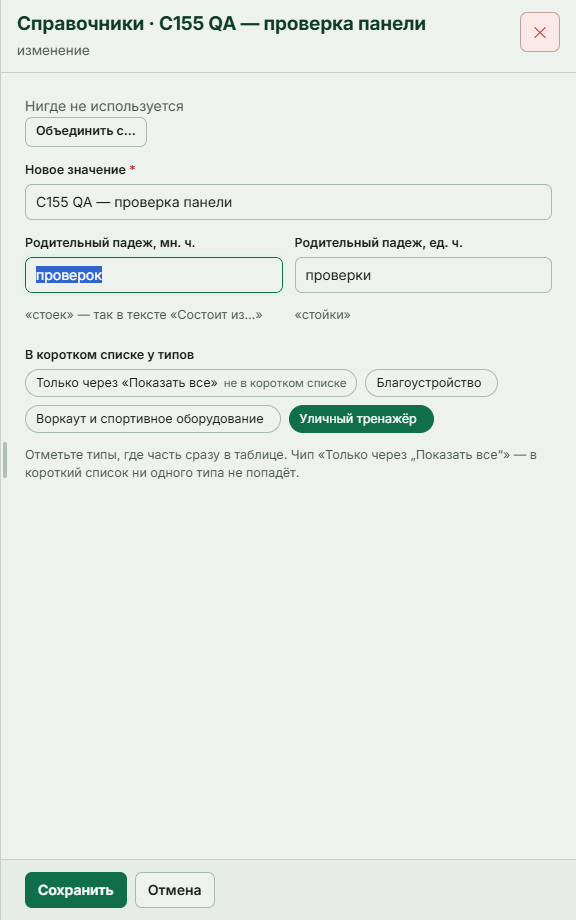 Справочники · С155 QA — проверка панели
изменение
Нигде не используется
Объединить с...
Новое значение *
С155 QA — проверка панели
Родительный падеж, мн. ч. Родительный падеж, ед. ч.
проверок проверки
«стоек» — так в тексте «Состоит из...» «стойки»
В коротком списке у типов
Только через «Показать все» не в коротком списке Благоустройство
Воркаут и спортивное оборудование Уличный тренажёр
Отметьте типы, где часть сразу в таблице. Чип «Только через „Показать все“» — в
короткий список ни одного типа не попадёт.
Сохранить Отмена